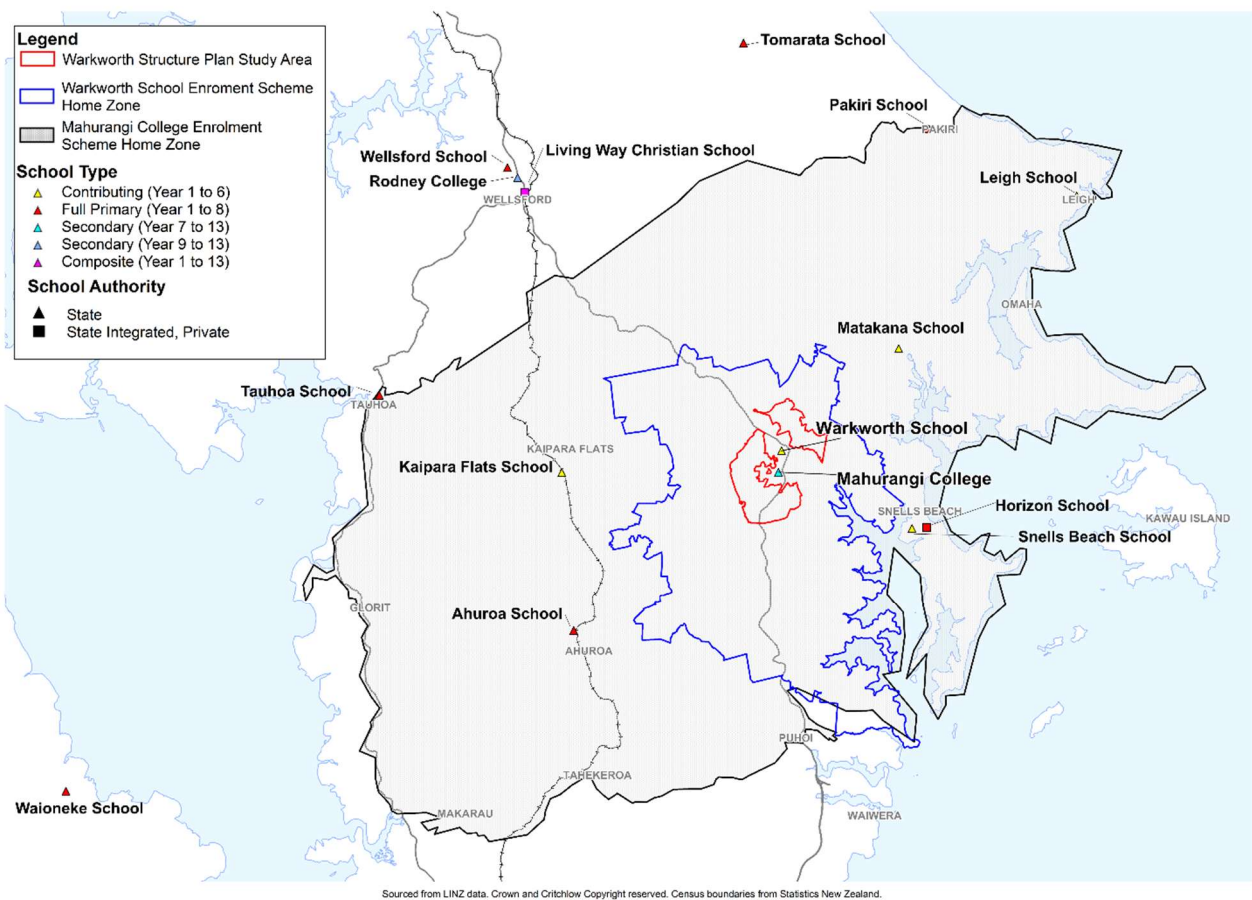 Legend
Warkworth Structure Plan Study Area
Warkworth School Enroment Scheme
Home Zone
Mahurangi College Enrolment
Scheme Home Zone
School Type
Contributing (Year 1 to 6)
Full Primary (Year 1 to 8)
Secondary (Year 7 to 13)
Secondary (Year 9 to 13)
Composite (Year 1 to 13)
School Authority
State
State Integrated, Private
Tomarata School
Pakiri School
PAKIRI
Wellsford School
Living Way Christian School
Rodney College
WELLSFORD
Leigh School
LEIGH
OMAHA
Matakana School
Tauhoa School
TAUHOA
Warkworth School
KAIPARA FLATS
Kaipara Flats School
Mahurangi College
SNELLS BEACH
Horizon School
KAWAU ISLAND
Snells Beach School
GLORIT
Ahuroa School
AHUROA
PUHOI
TAHEKEROA
Waioneke School
MAKARAU
WAIWERA
Sourced from LINZ data. Crown and Critchlow Copyright reserved. Census boundaries from Statistics New Zealand.